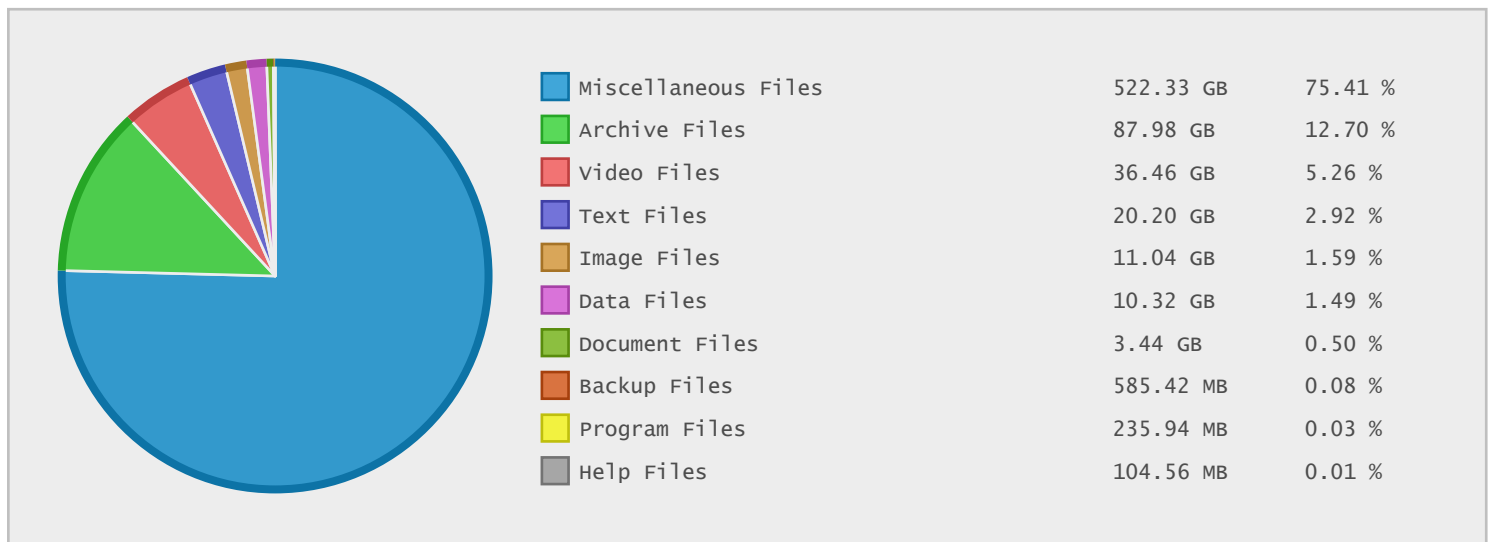 Miscellaneous Files 522.33 GB 75.41 %
Archive Files 87.98 GB 12.70 %
Video Files 36.46 GB 5.26 %
Text Files 20.20 GB 2.92 %
Image Files 11.04 GB 1.59 %
Data Files 10.32 GB 1.49 %
Document Files 3.44 GB 0.50 %
Backup Files 585.42 MB 0.08 %
Program Files 235.94 MB 0.03 %
Help Files 104.56 MB 0.01 %